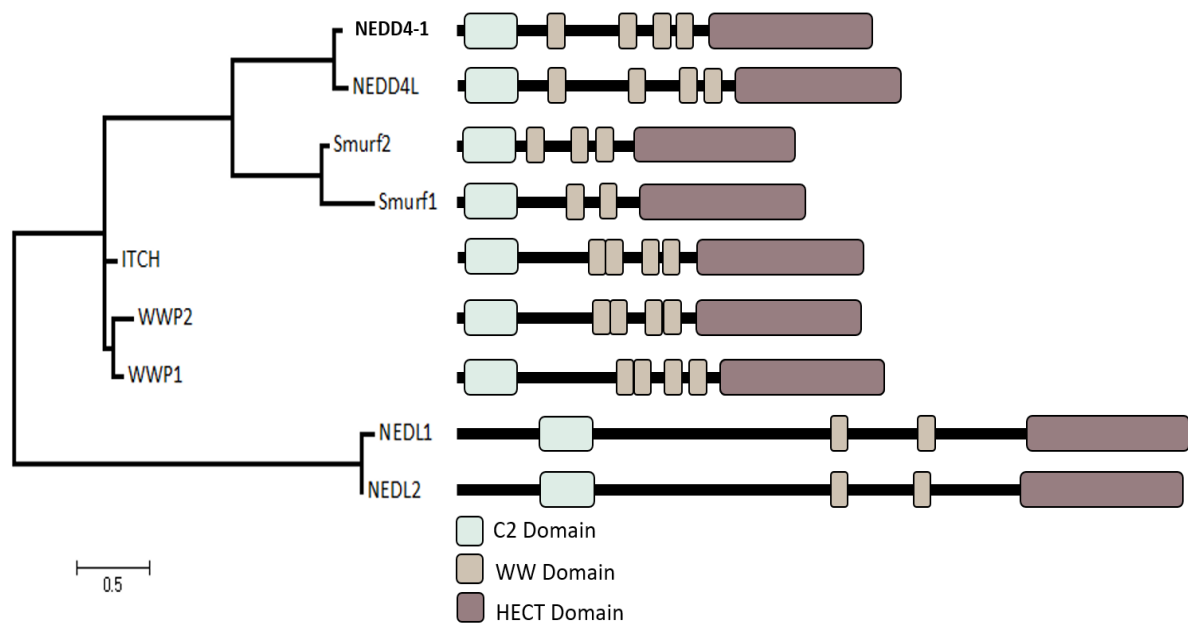 NEDD4-1
NEDD4L
Smurf2
Smurf1
ITCH
WWP2
WWP1
NEDL1
NEDL2
C2 Domain
WW Domain
HECT Domain
0.5